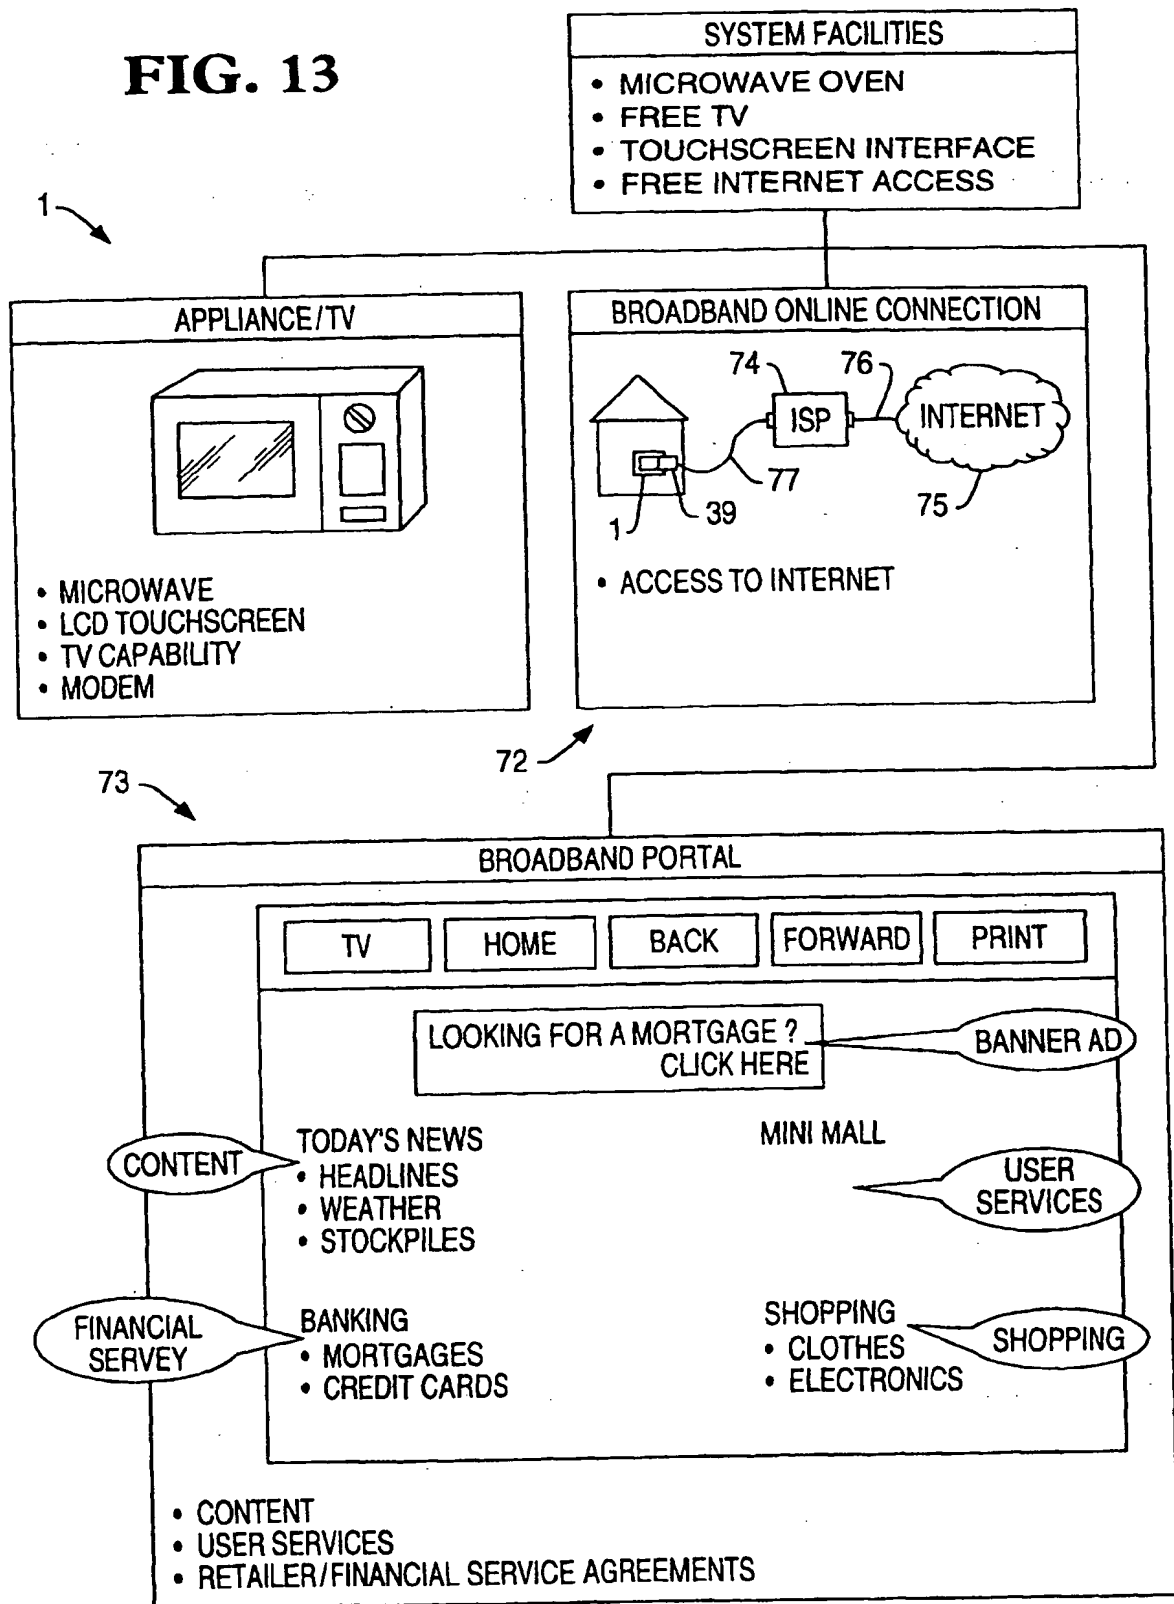 FIG. 13
SYSTEM FACILITIES
• MICROWAVE OVEN
• FREE TV
• TOUCHSCREEN INTERFACE
• FREE INTERNET ACCESS
1
APPLIANCE/TV
• MICROWAVE
• LCD TOUCHSCREEN
• TV CAPABILITY
• MODEM
BROADBAND ONLINE CONNECTION
74
76
ISP
INTERNET
1
39
77
75
• ACCESS TO INTERNET
72
73
BROADBAND PORTAL
TV
HOME
BACK
FORWARD
PRINT
LOOKING FOR A MORTGAGE ?
CLICK HERE
BANNER AD
CONTENT
TODAY'S NEWS
• HEADLINES
• WEATHER
• STOCKPILES
MINI MALL
USER
SERVICES
FINANCIAL
SERVEY
BANKING
• MORTGAGES
• CREDIT CARDS
SHOPPING
• CLOTHES
• ELECTRONICS
SHOPPING
• CONTENT
• USER SERVICES
• RETAILER/FINANCIAL SERVICE AGREEMENTS